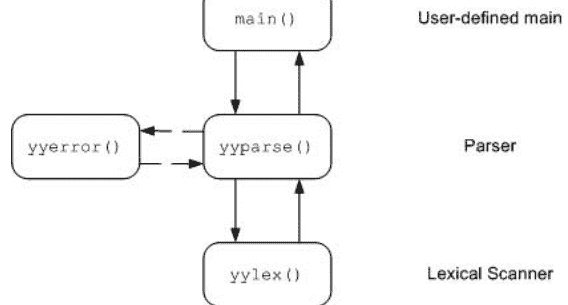 main() User-defined main
yyerror() yyparse() Parser
yylex() Lexical Scanner